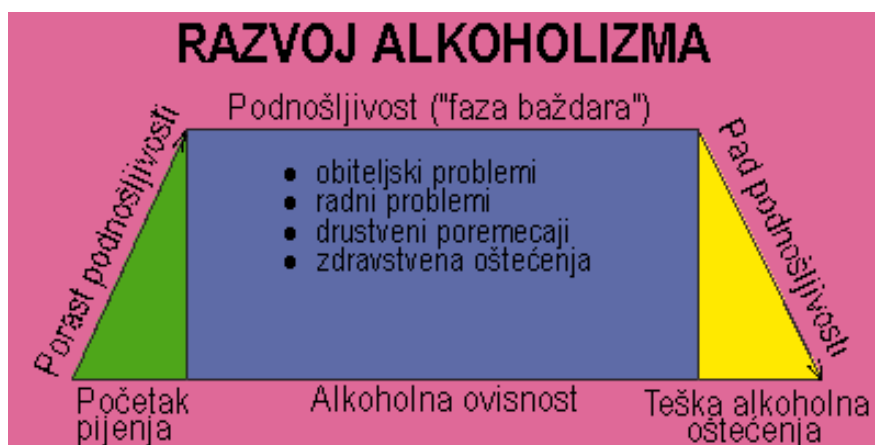 RAZVOJ ALKOHOLIZMA
Podnošljivost ("faza baždara")
Porast podnošljivosti
Pad podnošljivosti
• obiteljski problemi
• radni problemi
• drustveni poremecaji
• zdravstvena oštećenja
Početak
pijenja
Alkoholna ovisnost
Teška alkoholna
oštećenja